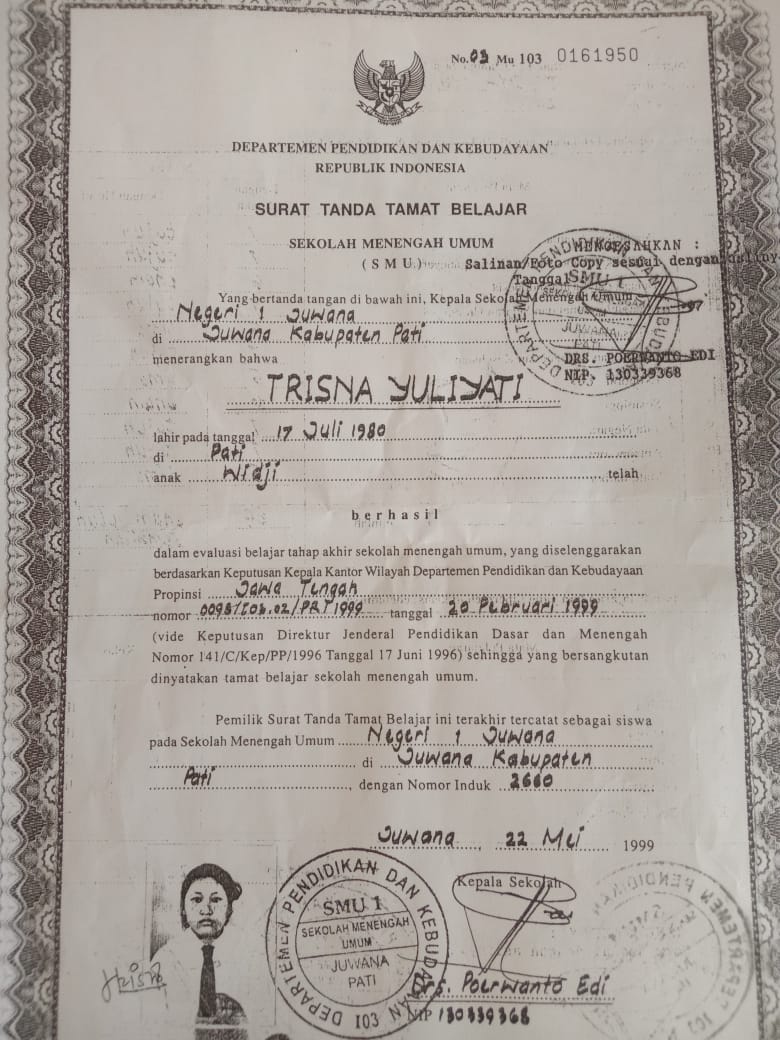 No. 03 Mu 103 0161950
DEPARTEMEN PENDIDIKAN DAN KEBUDAYAAN
REPUBLIK INDONESIA
SURAT TANDA TAMAT BELAJAR
SEKOLAH MENENGAH UMUM
( S M U )
MENGESAHKAN :
Salinan/Foto Copy sesuai dengan
Tanggal
Yang bertanda tangan di bawah ini, Kepala Sekolah Menengah Umum
Negeri 1 Juwana
di Juwana Kabupaten Pati
DRS. POERWANTO EDI
NIP. 130339368
menerangkan bahwa
TRISNA YULIYATI
lahir pada tanggal 17 Juli 1980
di Pati
anak Widji telah
berhasil
dalam evaluasi belajar tahap akhir sekolah menengah umum, yang diselenggarakan
berdasarkan Keputusan Kepala Kantor Wilayah Departemen Pendidikan dan Kebudayaan
Propinsi Jawa Tengah
nomor 0098/I03.02/PRT1999 tanggal 20 Pebruari 1999
(vide Keputusan Direktur Jenderal Pendidikan Dasar dan Menengah
Nomor 141/C/Kep/PP/1996 Tanggal 17 Juni 1996) sehingga yang bersangkutan
dinyatakan tamat belajar sekolah menengah umum.
Pemilik Surat Tanda Tamat Belajar ini terakhir tercatat sebagai siswa
pada Sekolah Menengah Umum Negeri 1 Juwana
di Juwana Kabupaten
Pati, dengan Nomor Induk 2660
Juwana, 22 Mei 1999
Kepala Sekolah
DEPARTEMEN PENDIDIKAN DAN KEBUDAYAAN I03
SMU 1
SEKOLAH MENENGAH
UMUM
JUWANA
PATI
Drs. Poerwanto Edi
NIP 130339368